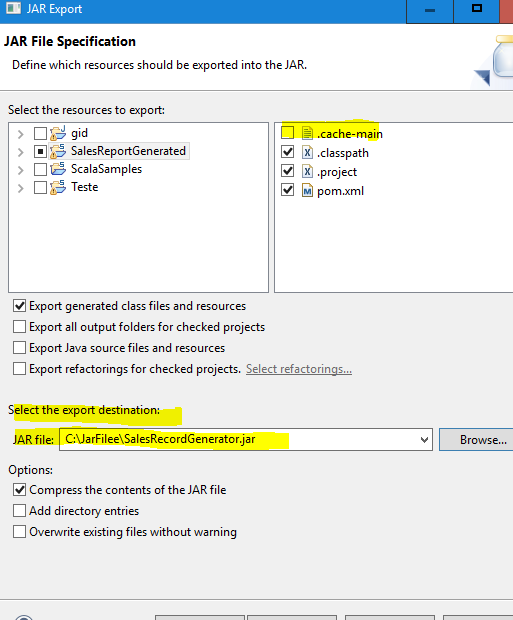 JAR Export
JAR File Specification
Define which resources should be exported into the JAR.
Select the resources to export:
gid
SalesReportGenerated
ScalaSamples
Teste
.cache-main
.classpath
.project
pom.xml
Export generated class files and resources
Export all output folders for checked projects
Export Java source files and resources
Export refactorings for checked projects. Select refactorings...
Select the export destination:
JAR file: C:\JarFilee\SalesRecordGenerator.jar Browse...
Options:
Compress the contents of the JAR file
Add directory entries
Overwrite existing files without warning